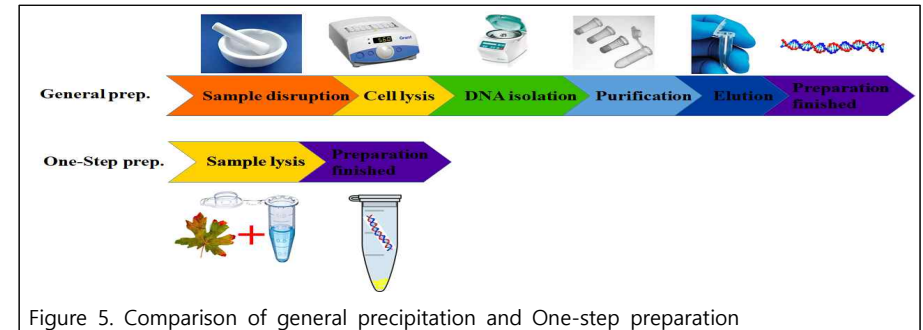 General prep.
Sample disruption
Cell lysis
DNA isolation
Purification
Elution
Preparation
finished
One-Step prep.
Sample lysis
Preparation
finished
Figure 5. Comparison of general precipitation and One-step preparation